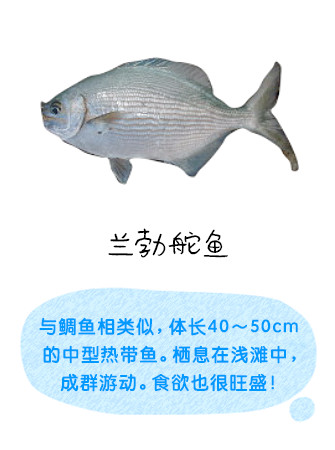 兰勃舵鱼
与鲷鱼相类似，体长40～50cm
的中型热带鱼。栖息在浅滩中，
成群游动。食欲也很旺盛！